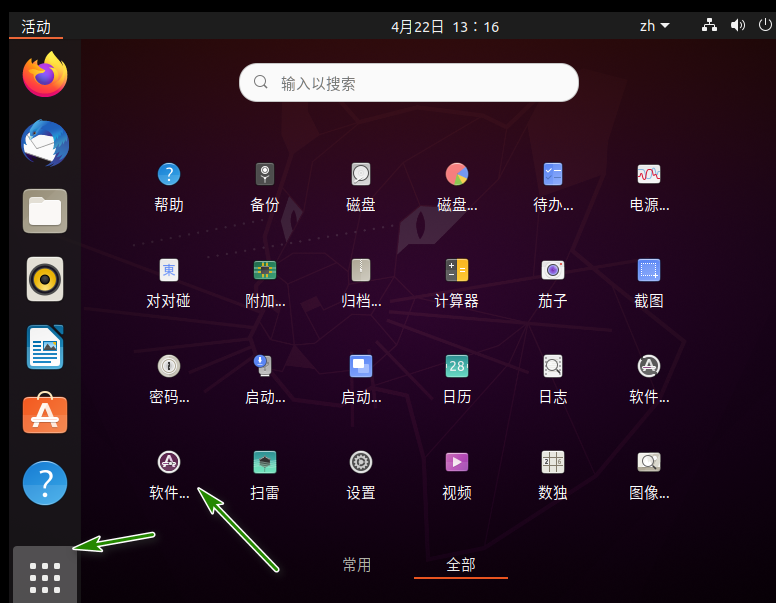 活动
4月22日 13：16
zh
输入以搜索
帮助
备份
磁盘
磁盘...
待办...
电源...
对对碰
附加...
归档...
计算器
茄子
截图
密码...
启动...
启动...
日历
日志
软件...
软件...
扫雷
设置
视频
数独
图像...
常用
全部